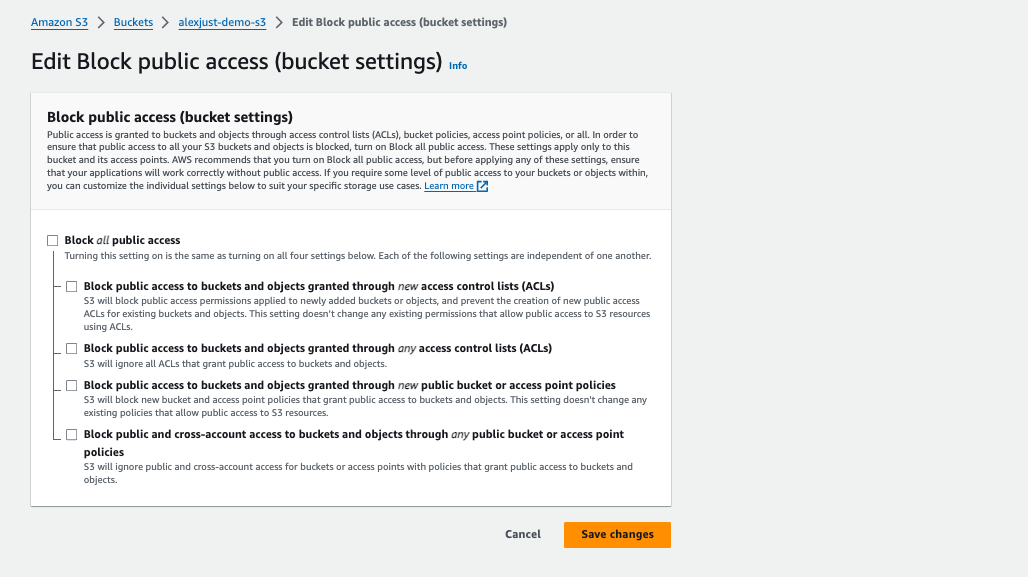 Amazon S3 > Buckets > alexjust-demo-s3 > Edit Block public access (bucket settings)
Edit Block public access (bucket settings) Info
Block public access (bucket settings)
Public access is granted to buckets and objects through access control lists (ACLs), bucket policies, access point policies, or all. In order to
ensure that public access to all your S3 buckets and objects is blocked, turn on Block all public access. These settings apply only to this
bucket and its access points. AWS recommends that you turn on Block all public access, but before applying any of these settings, ensure
that your applications will work correctly without public access. If you require some level of public access to your buckets or objects within,
you can customize the individual settings below to suit your specific storage use cases. Learn more
Block all public access
Turning this setting on is the same as turning on all four settings below. Each of the following settings are independent of one another.
Block public access to buckets and objects granted through new access control lists (ACLs)
S3 will block public access permissions applied to newly added buckets or objects, and prevent the creation of new public access
ACLs for existing buckets and objects. This setting doesn't change any existing permissions that allow public access to S3 resources
using ACLs.
Block public access to buckets and objects granted through any access control lists (ACLs)
S3 will ignore all ACLs that grant public access to buckets and objects.
Block public access to buckets and objects granted through new public bucket or access point policies
S3 will block new bucket and access point policies that grant public access to buckets and objects. This setting doesn't change any
existing policies that allow public access to S3 resources.
Block public and cross-account access to buckets and objects through any public bucket or access point
policies
S3 will ignore public and cross-account access for buckets or access points with policies that grant public access to buckets and
objects.
Cancel Save changes